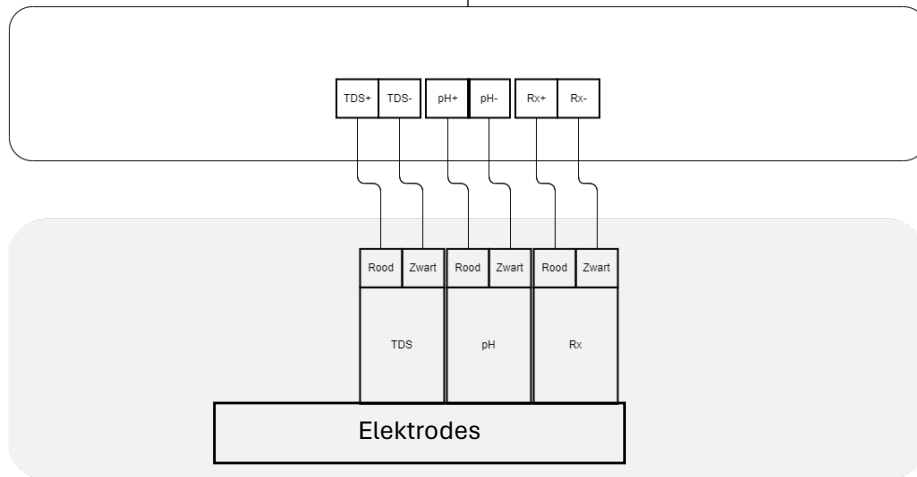 TDS+ TDS- pH+ pH- Rx+ Rx-
Rood Zwart Rood Zwart Rood Zwart
TDS pH Rx
Elektrodes